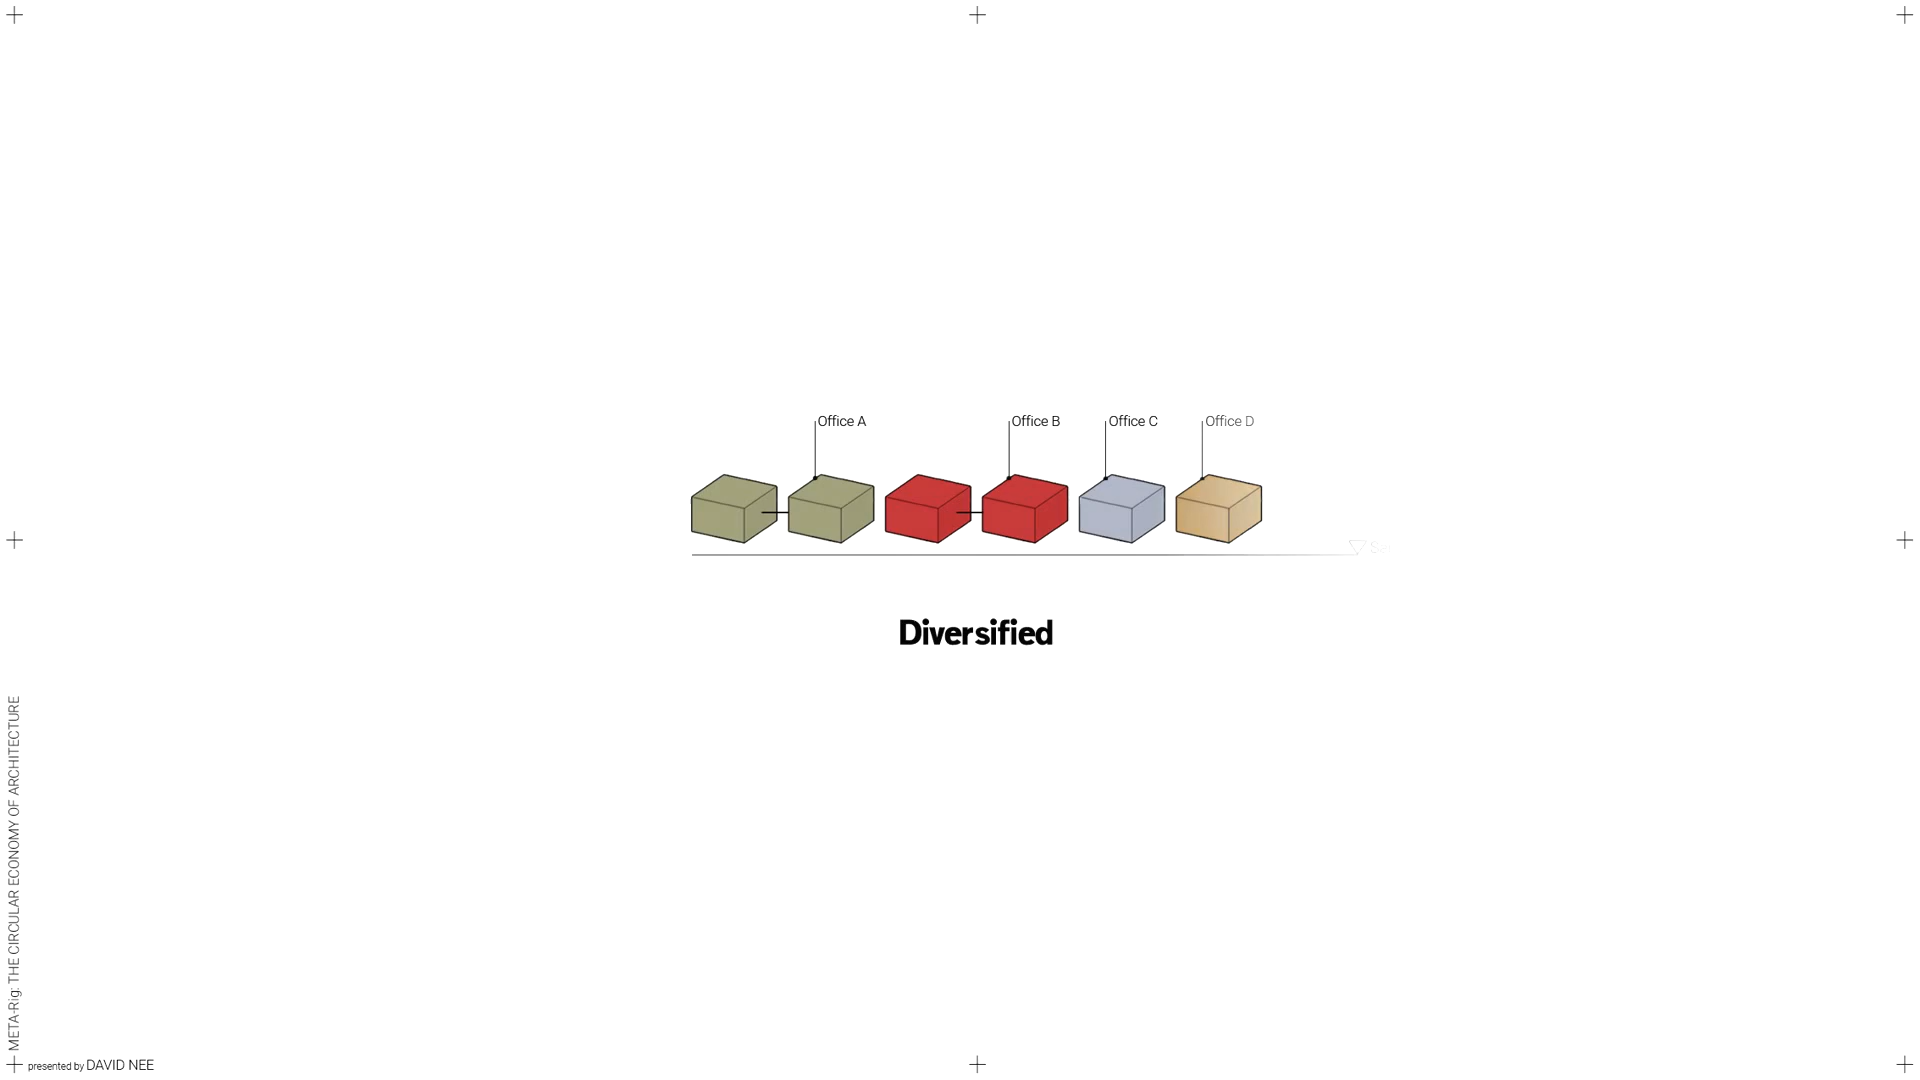 Office A
Office B
Office C
Office D
Diversified
META-Rig: THE CIRCULAR ECONOMY OF ARCHITECTURE
presented by DAVID NEE